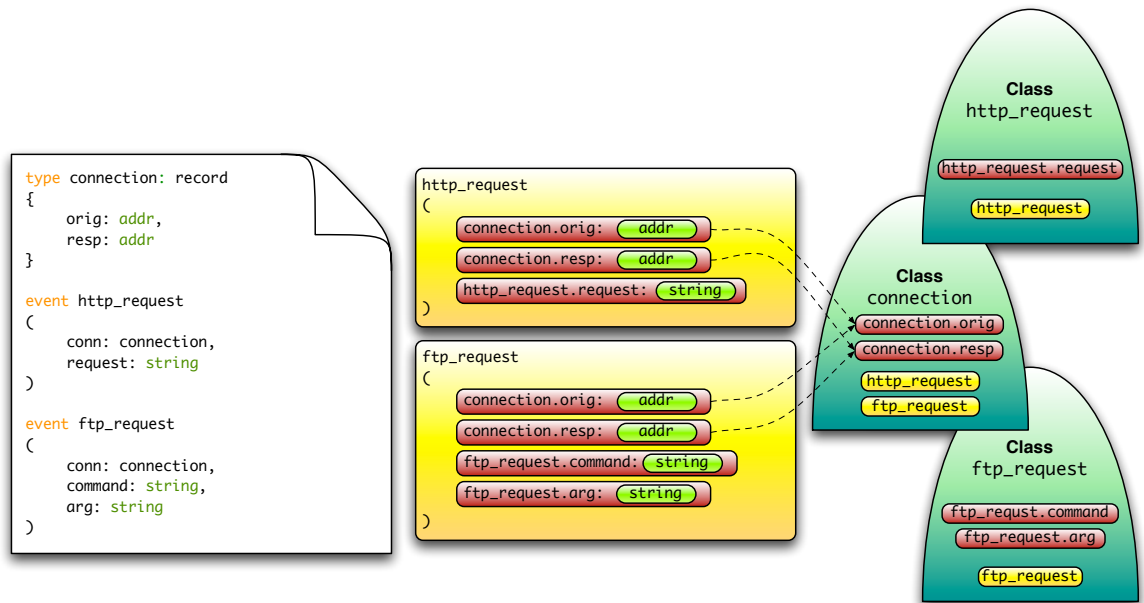 type connection: record
{
orig: addr,
resp: addr
}
event http_request
(
conn: connection,
request: string
)
event ftp_request
(
conn: connection,
command: string,
arg: string
)
http_request
(
connection.orig: addr
connection.resp: addr
http_request.request: string
)
ftp_request
(
connection.orig: addr
connection.resp: addr
ftp_request.command: string
ftp_request.arg: string
)
Class
http_request
http_request.request
http_request
Class
connection
connection.orig
connection.resp
http_request
ftp_request
Class
ftp_request
ftp_requst.command
ftp_request.arg
ftp_request